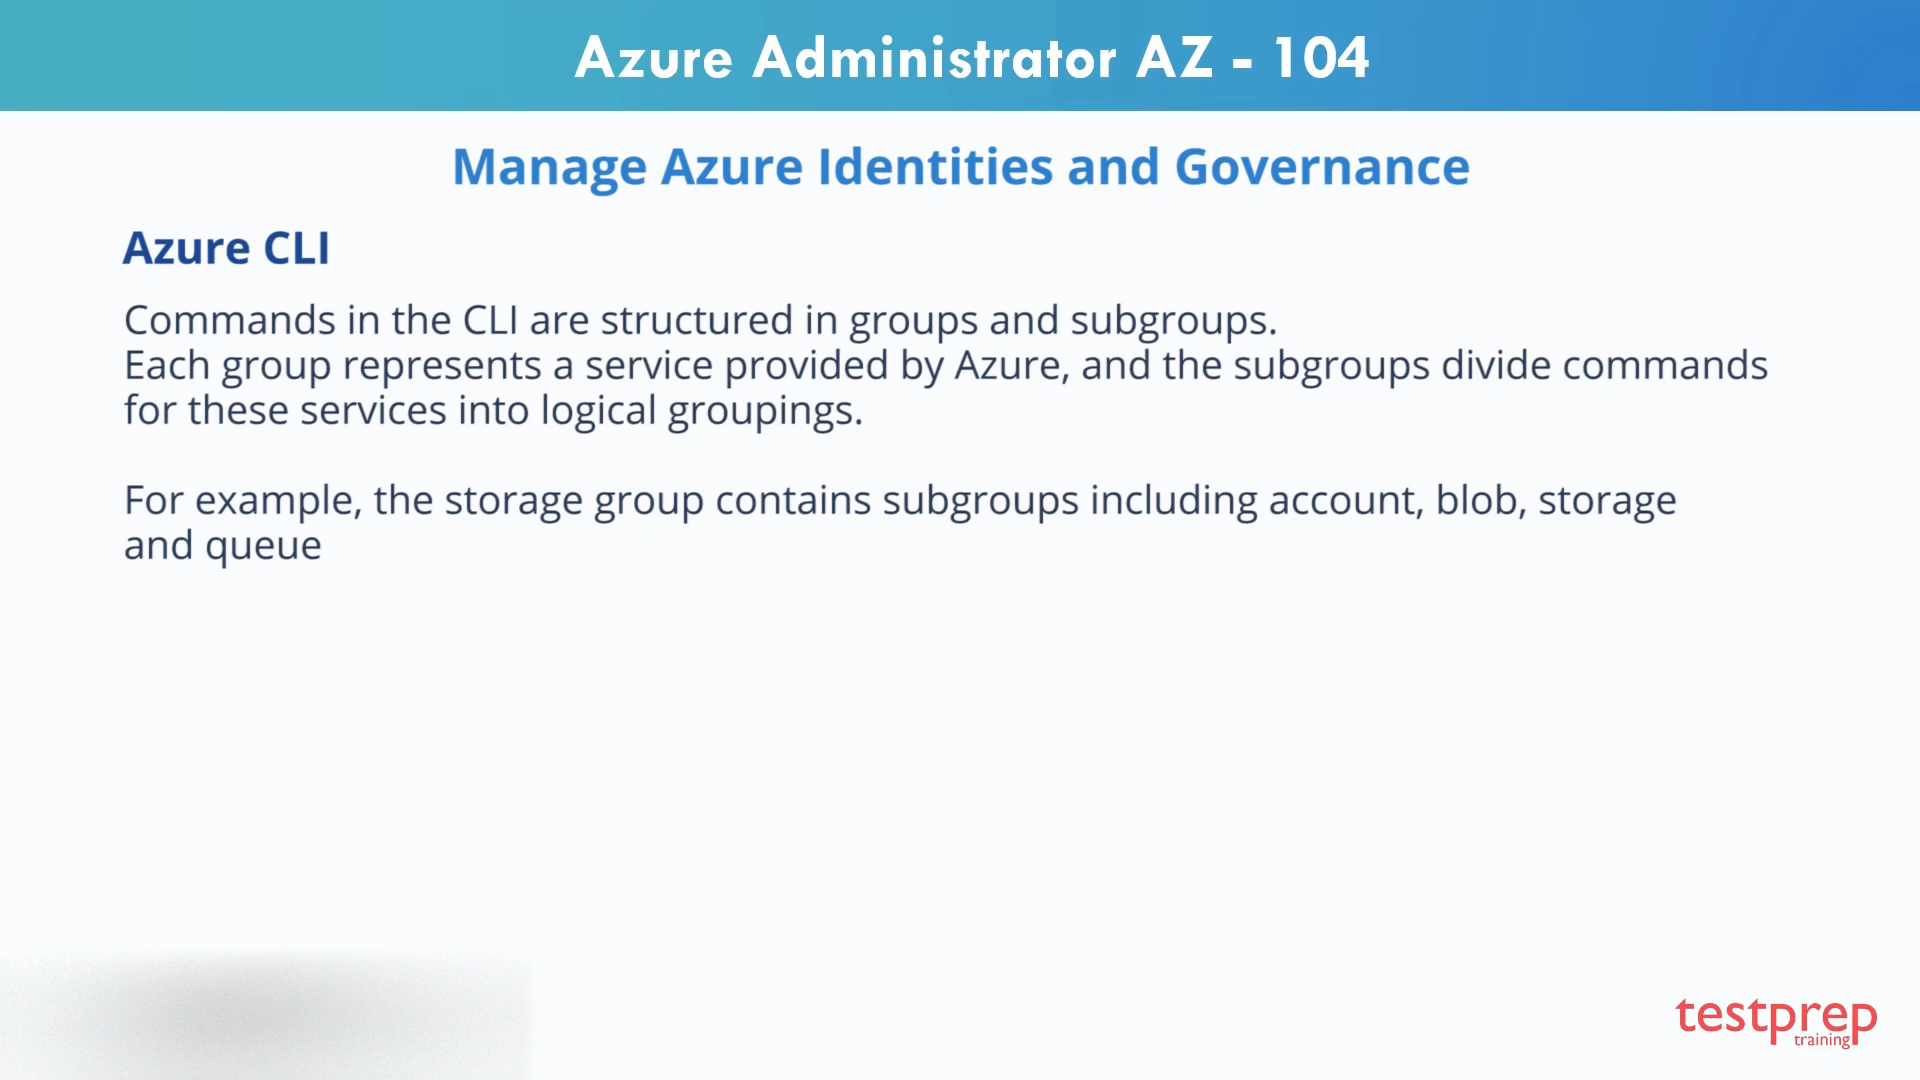 Azure Administrator AZ - 104
Manage Azure Identities and Governance
Azure CLI
Commands in the CLI are structured in groups and subgroups.
Each group represents a service provided by Azure, and the subgroups divide commands
for these services into logical groupings.
For example, the storage group contains subgroups including account, blob, storage
and queue
testprep
training